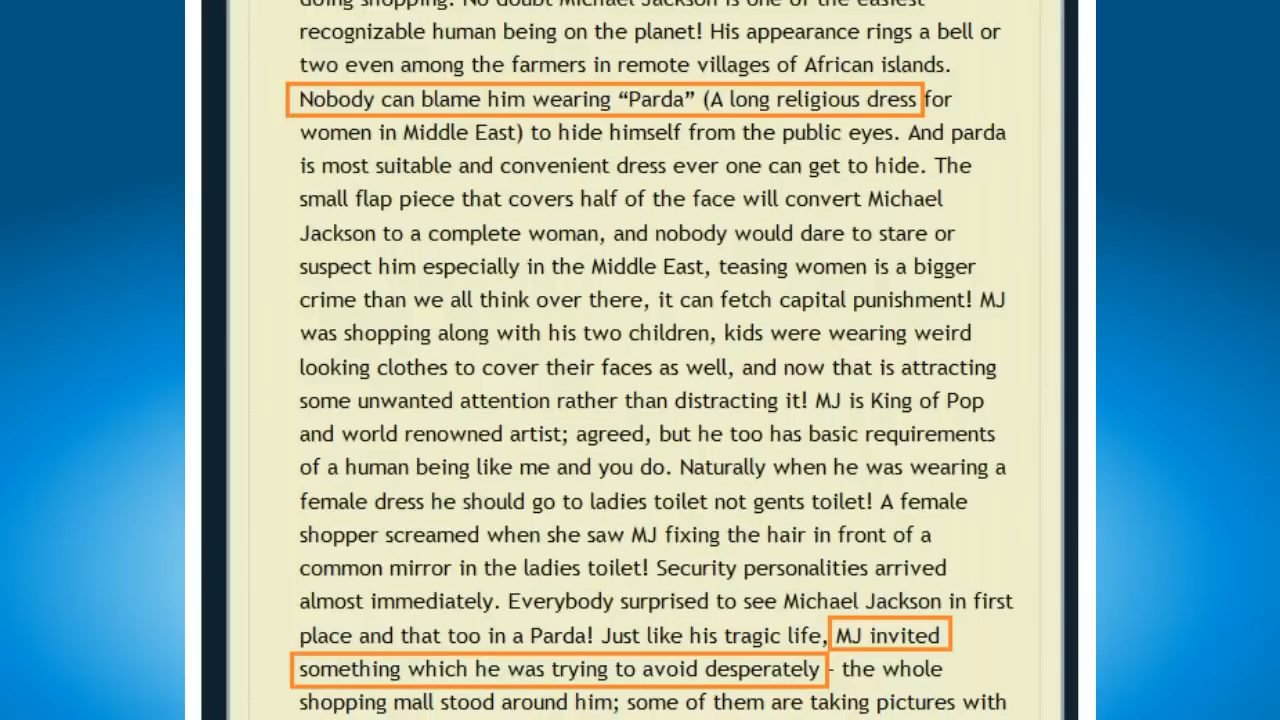 doing shopping. No doubt Michael Jackson is one of the easiest
recognizable human being on the planet! His appearance rings a bell or
two even among the farmers in remote villages of African islands.
Nobody can blame him wearing “Parda” (A long religious dress for
women in Middle East) to hide himself from the public eyes. And parda
is most suitable and convenient dress ever one can get to hide. The
small flap piece that covers half of the face will convert Michael
Jackson to a complete woman, and nobody would dare to stare or
suspect him especially in the Middle East, teasing women is a bigger
crime than we all think over there, it can fetch capital punishment! MJ
was shopping along with his two children, kids were wearing weird
looking clothes to cover their faces as well, and now that is attracting
some unwanted attention rather than distracting it! MJ is King of Pop
and world renowned artist; agreed, but he too has basic requirements
of a human being like me and you do. Naturally when he was wearing a
female dress he should go to ladies toilet not gents toilet! A female
shopper screamed when she saw MJ fixing the hair in front of a
common mirror in the ladies toilet! Security personalities arrived
almost immediately. Everybody surprised to see Michael Jackson in first
place and that too in a Parda! Just like his tragic life, MJ invited
something which he was trying to avoid desperately - the whole
shopping mall stood around him; some of them are taking pictures with